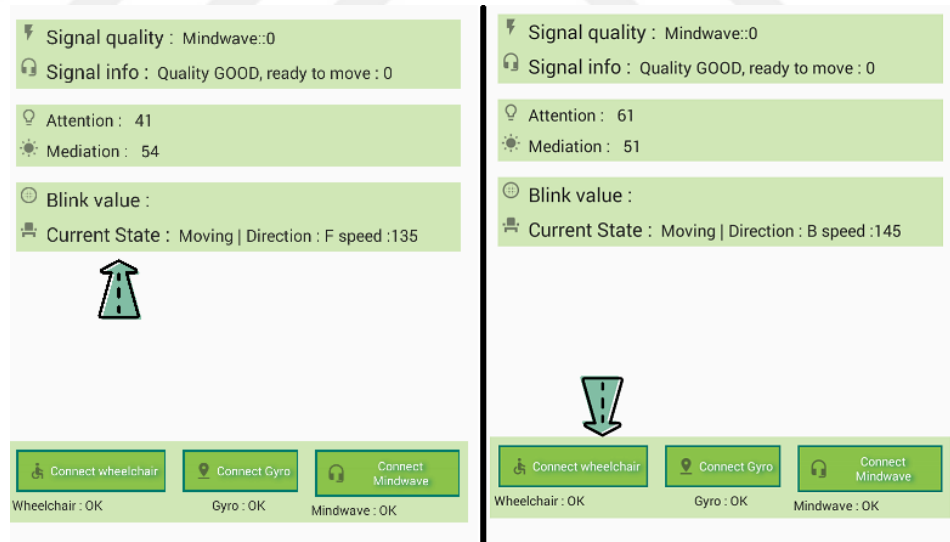 Signal quality : Mindwave::0
Signal info : Quality GOOD, ready to move : 0
Attention : 41
Mediation : 54
Blink value :
Current State : Moving | Direction : F speed :135
Connect wheelchair
Connect Gyro
Connect
Mindwave
Wheelchair : OK
Gyro : OK
Mindwave : OK
Signal quality : Mindwave::0
Signal info : Quality GOOD, ready to move : 0
Attention : 61
Mediation : 51
Blink value :
Current State : Moving | Direction : B speed :145
Connect wheelchair
Connect Gyro
Connect
Mindwave
Wheelchair : OK
Gyro : OK
Mindwave : OK